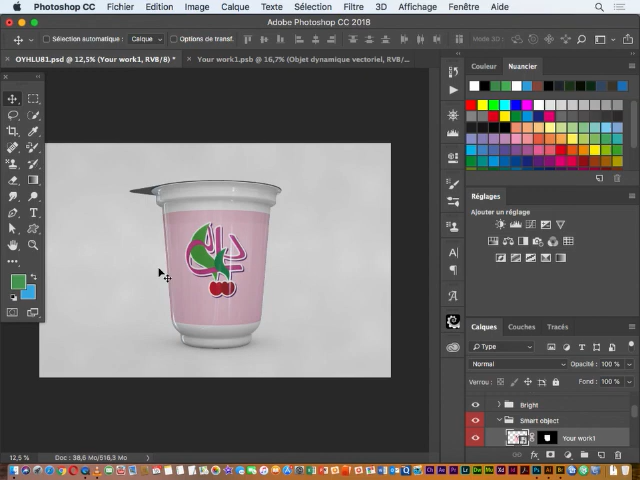 Photoshop CC Fichier Edition Image Calque Texte Sélection Filtre 3D Affichage Fenêtre Aide
Adobe Photoshop CC 2018
Sélection automatique : Calque Options de transf. Mode 3D :
OYHLU81.psd @ 12,5% (Your work1, RVB/8) * Your work1.psb @ 16,7% (Objet dynamique vectoriel, RVB/...
Couleur Nuancier
Réglages
Ajouter un réglage
Calques Couches Tracés
Type
Normal Opacité : 100 %
Verrou : Fond : 100 %
Bright
Smart object
Your work1
12,5 % Doc : 38,6 Mo/516,3 Mo